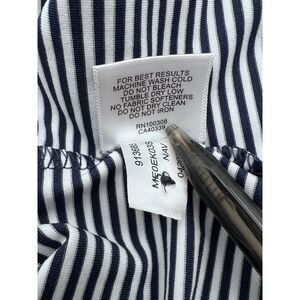 FOR BEST RESULTS
MACHINE WASH COLD
DO NOT BLEACH
TUMBLE DRY LOW
NO FABRIC SOFTENERS
DO NOT DRY CLEAN
DO NOT IRON
RN100308
CA40339
NAV